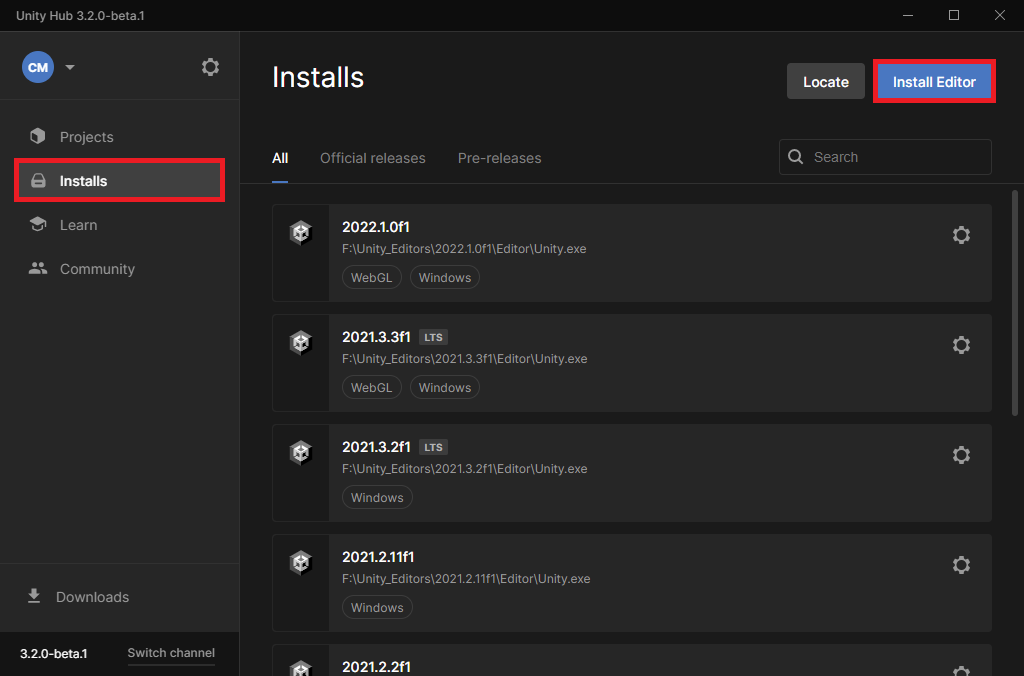 Unity Hub 3.2.0-beta.1
CM
Projects
Installs
Learn
Community
Downloads
3.2.0-beta.1 Switch channel
Installs
Locate Install Editor
All Official releases Pre-releases
Search
2022.1.0f1
F:\Unity_Editors\2022.1.0f1\Editor\Unity.exe
WebGL Windows
2021.3.3f1 LTS
F:\Unity_Editors\2021.3.3f1\Editor\Unity.exe
WebGL Windows
2021.3.2f1 LTS
F:\Unity_Editors\2021.3.2f1\Editor\Unity.exe
Windows
2021.2.11f1
F:\Unity_Editors\2021.2.11f1\Editor\Unity.exe
Windows
2021.2.2f1